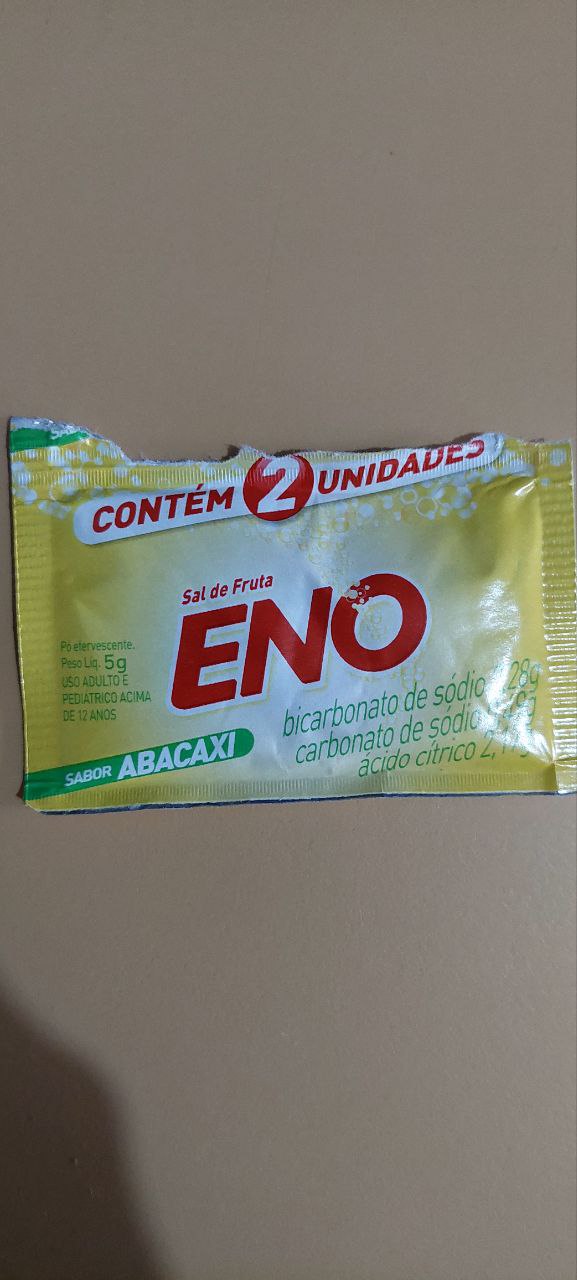 CONTÉM 2 UNIDADES
Sal de Fruta
ENO
Pó efervescente.
Peso Líq. 5g
USO ADULTO E
PEDIÁTRICO ACIMA
DE 12 ANOS
bicarbonato de sódio
carbonato de sódio
ácido cítrico
SABOR ABACAXI